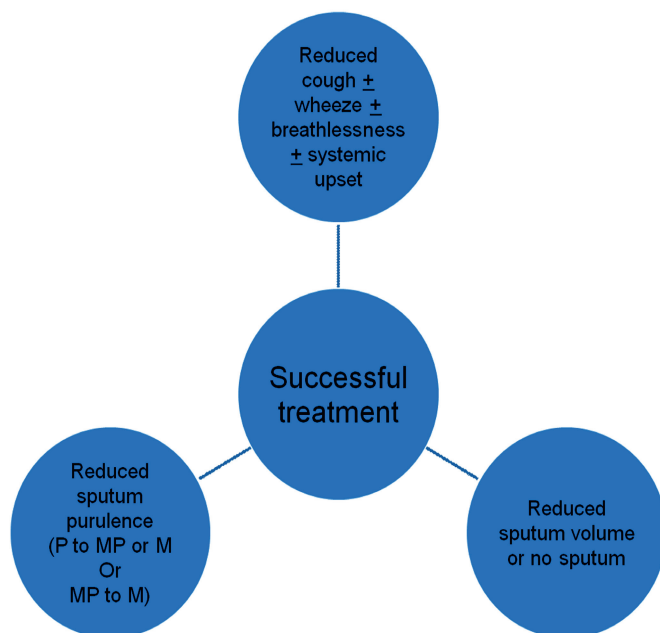 Reduced
cough ±
wheeze ±
breathlessness
± systemic
upset
Successful
treatment
Reduced
sputum
purulence
(P to MP or M
Or
MP to M)
Reduced
sputum volume
or no sputum